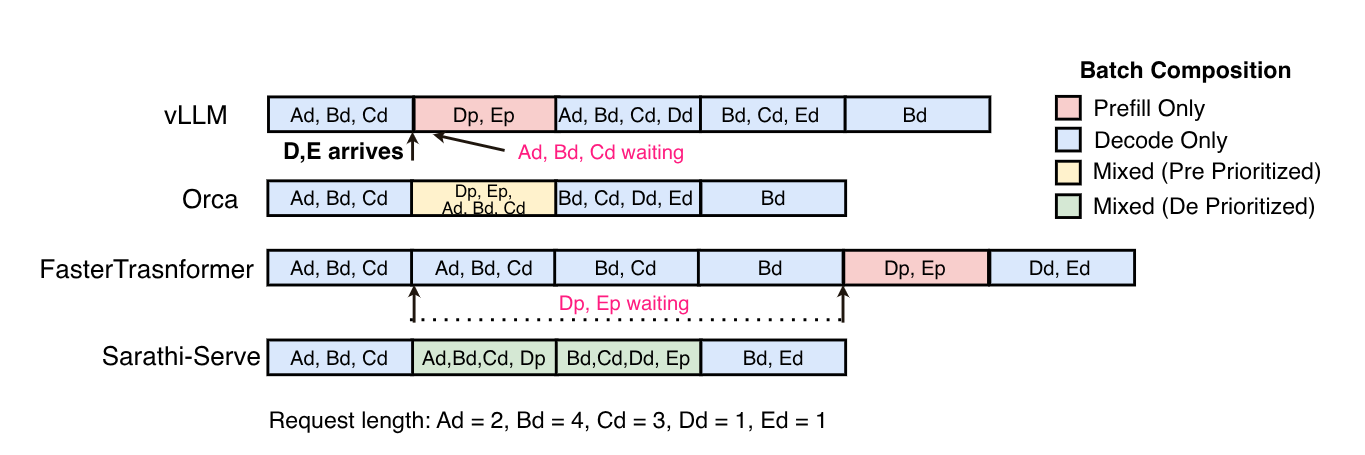 Batch Composition
Prefill Only
Decode Only
Mixed (Pre Prioritized)
Mixed (De Prioritized)
vLLM
Ad, Bd, Cd
Dp, Ep
Ad, Bd, Cd, Dd
Bd, Cd, Ed
Bd
D,E arrives
Ad, Bd, Cd waiting
Orca
Ad, Bd, Cd
Dp, Ep,
Ad, Bd, Cd
Bd, Cd, Dd, Ed
Bd
FasterTrasnformer
Ad, Bd, Cd
Ad, Bd, Cd
Bd, Cd
Bd
Dp, Ep
Dd, Ed
Dp, Ep waiting
Sarathi-Serve
Ad, Bd, Cd
Ad,Bd,Cd, Dp
Bd,Cd,Dd, Ep
Bd, Ed
Request length: Ad = 2, Bd = 4, Cd = 3, Dd = 1, Ed = 1